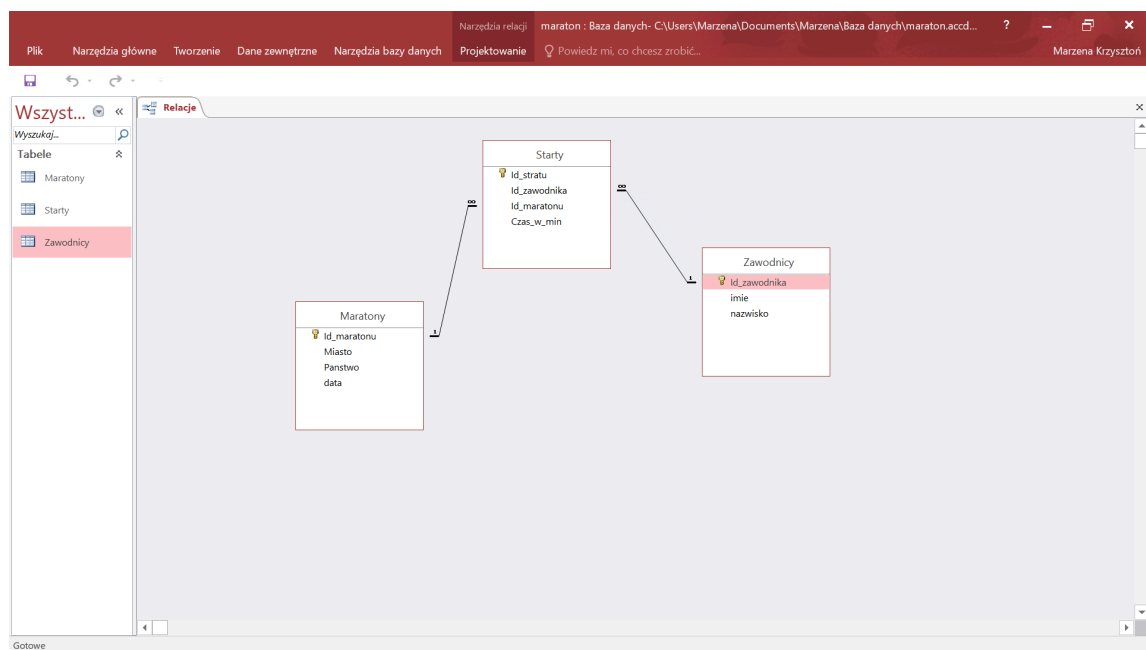 Narzędzia relacji maraton : Baza danych- C:\Users\Marzena\Documents\Marzena\Baza danych\maraton.accd... ?
Plik Narzędzia główne Tworzenie Dane zewnętrzne Narzędzia bazy danych Projektowanie Powiedz mi, co chcesz zrobić... Marzena Krzysztoń
Wszyst...
Wyszukaj...
Tabele
Maratony
Starty
Zawodnicy
Relacje
Starty
Id_stratu
Id_zawodnika
Id_maratonu
Czas_w_min
∞
∞
1
1
Zawodnicy
Id_zawodnika
imie
nazwisko
Maratony
Id_maratonu
Miasto
Panstwo
data
Gotowe